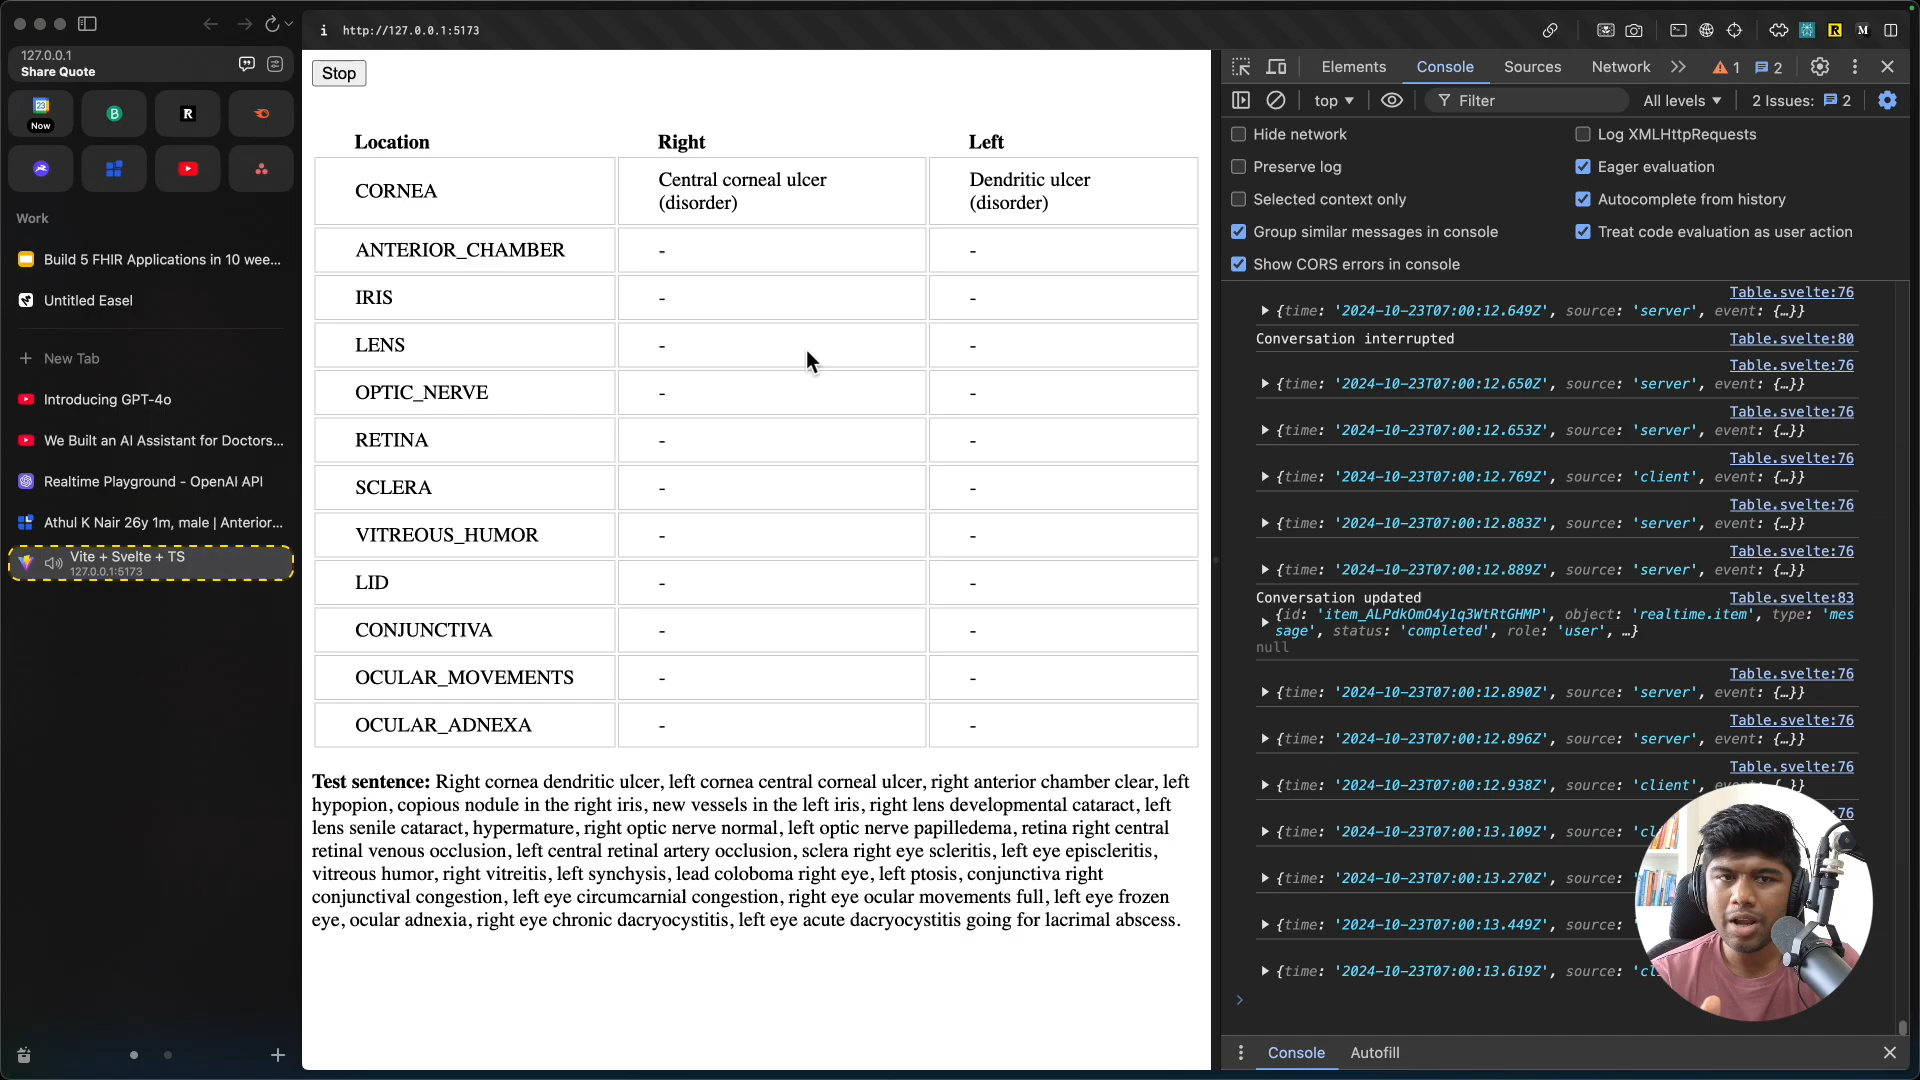 http://127.0.0.1:5173
127.0.0.1
Share Quote
23
Now
B
R
Work
Build 5 FHIR Applications in 10 wee...
Untitled Easel
New Tab
Introducing GPT-4o
We Built an AI Assistant for Doctors...
Realtime Playground - OpenAI API
Athul K Nair 26y 1m, male | Anterior...
Vite + Svelte + TS
127.0.0.1:5173
Stop
Location Right Left
CORNEA Central corneal ulcer (disorder) Dendritic ulcer (disorder)
ANTERIOR_CHAMBER - -
IRIS - -
LENS - -
OPTIC_NERVE - -
RETINA - -
SCLERA - -
VITREOUS_HUMOR - -
LID - -
CONJUNCTIVA - -
OCULAR_MOVEMENTS - -
OCULAR_ADNEXA - -
Test sentence: Right cornea dendritic ulcer, left cornea central corneal ulcer, right anterior chamber clear, left
hypopion, copious nodule in the right iris, new vessels in the left iris, right lens developmental cataract, left
lens senile cataract, hypermature, right optic nerve normal, left optic nerve papilledema, retina right central
retinal venous occlusion, left central retinal artery occlusion, sclera right eye scleritis, left eye episcleritis,
vitreous humor, right vitreitis, left synchysis, lead coloboma right eye, left ptosis, conjunctiva right
conjunctival congestion, left eye circumcarnial congestion, right eye ocular movements full, left eye frozen
eye, ocular adnexia, right eye chronic dacryocystitis, left eye acute dacryocystitis going for lacrimal abscess.
R M
Elements Console Sources Network 1 2
top Filter All levels 2 Issues: 2
Hide network Log XMLHttpRequests
Preserve log Eager evaluation
Selected context only Autocomplete from history
Group similar messages in console Treat code evaluation as user action
Show CORS errors in console
Table.svelte:76
{time: '2024-10-23T07:00:12.649Z', source: 'server', event: {…}}
Conversation interrupted Table.svelte:80
Table.svelte:76
{time: '2024-10-23T07:00:12.650Z', source: 'server', event: {…}}
Table.svelte:76
{time: '2024-10-23T07:00:12.653Z', source: 'server', event: {…}}
Table.svelte:76
{time: '2024-10-23T07:00:12.769Z', source: 'client', event: {…}}
Table.svelte:76
{time: '2024-10-23T07:00:12.883Z', source: 'server', event: {…}}
Table.svelte:76
{time: '2024-10-23T07:00:12.889Z', source: 'server', event: {…}}
Conversation updated Table.svelte:83
{id: 'item_ALPdkOmO4y1q3WtRtGHMP', object: 'realtime.item', type: 'mes
sage', status: 'completed', role: 'user', …}
null
Table.svelte:76
{time: '2024-10-23T07:00:12.890Z', source: 'server', event: {…}}
Table.svelte:76
{time: '2024-10-23T07:00:12.896Z', source: 'server', event: {…}}
Table.svelte:76
{time: '2024-10-23T07:00:12.938Z', source: 'client',
76
{time: '2024-10-23T07:00:13.109Z', source:
{time: '2024-10-23T07:00:13.270Z', source:
{time: '2024-10-23T07:00:13.449Z', source:
{time: '2024-10-23T07:00:13.619Z', source:
Console Autofill